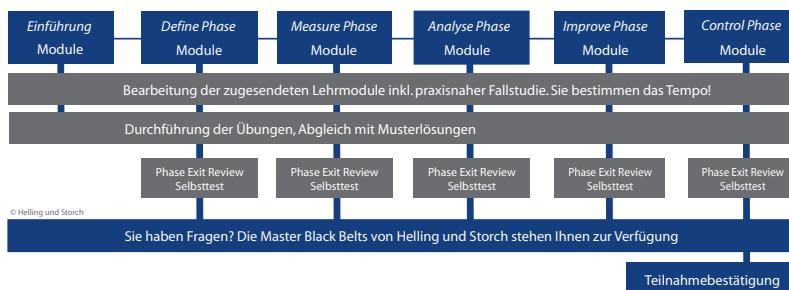 Einführung
Module
Define Phase
Module
Measure Phase
Module
Analyse Phase
Module
Improve Phase
Module
Control Phase
Module
Bearbeitung der zugesendeten Lehrmodule inkl. praxisnaher Fallstudie. Sie bestimmen das Tempo!
Durchführung der Übungen, Abgleich mit Musterlösungen
Phase Exit Review
Selbsttest
Phase Exit Review
Selbsttest
Phase Exit Review
Selbsttest
Phase Exit Review
Selbsttest
Phase Exit Review
Selbsttest
© Helling und Storch
Sie haben Fragen? Die Master Black Belts von Helling und Storch stehen Ihnen zur Verfügung
Teilnahmebestätigung